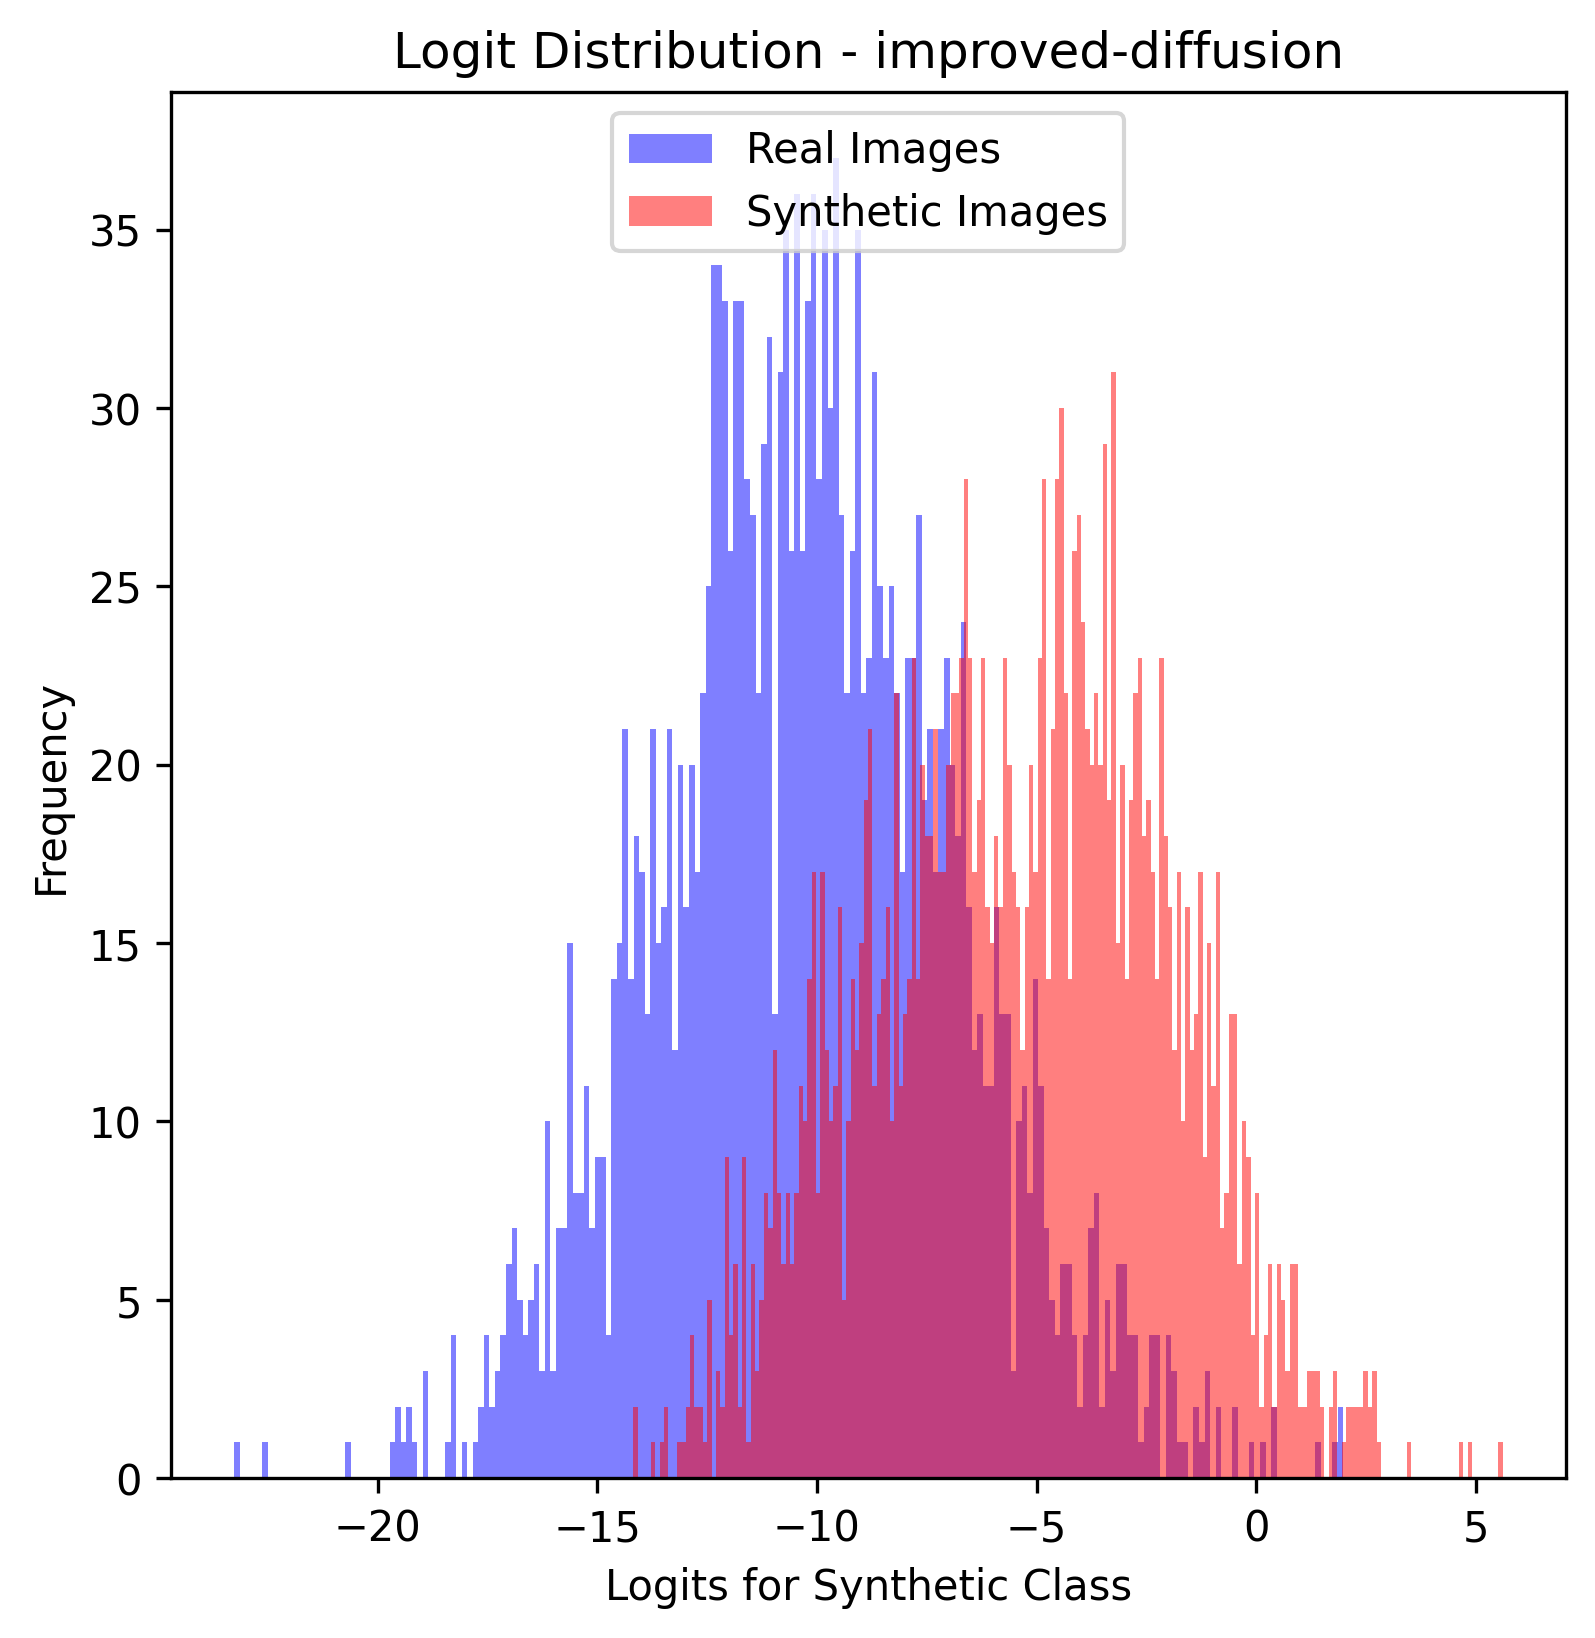 Logit Distribution - improved-diffusion
Real Images
Synthetic Images
35
30
25
20
15
10
5
0
Frequency
−20 −15 −10 −5 0 5
Logits for Synthetic Class